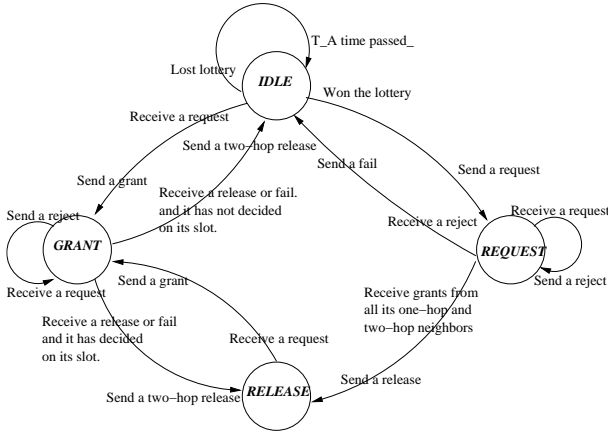 T_A time passed_
Lost lottery
IDLE
Won the lottery
Receive a request
Send a two-hop release
Send a fail
Send a request
Send a grant
Receive a release or fail.
and it has not decided
on its slot.
Send a reject
Receive a reject
Receive a request
GRANT
REQUEST
Send a grant
Send a reject
Receive a request
Receive grants from
all its one-hop and
two-hop neighbors
Receive a release or fail
and it has decided
on its slot.
Receive a request
Send a release
RELEASE
Send a two-hop release